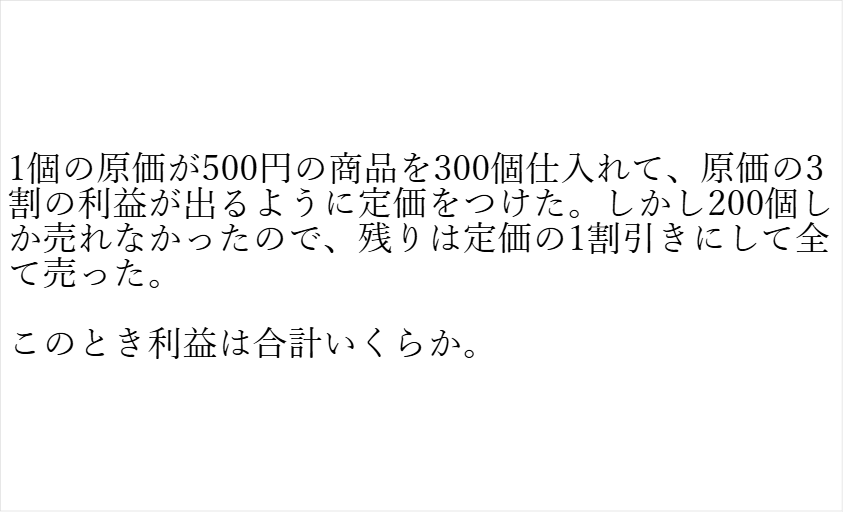 1個の原価が500円の商品を300個仕入れて、原価の3
割の利益が出るように定価をつけた。しかし200個し
か売れなかったので、残りは定価の1割引きにして全
て売った。
このとき利益は合計いくらか。